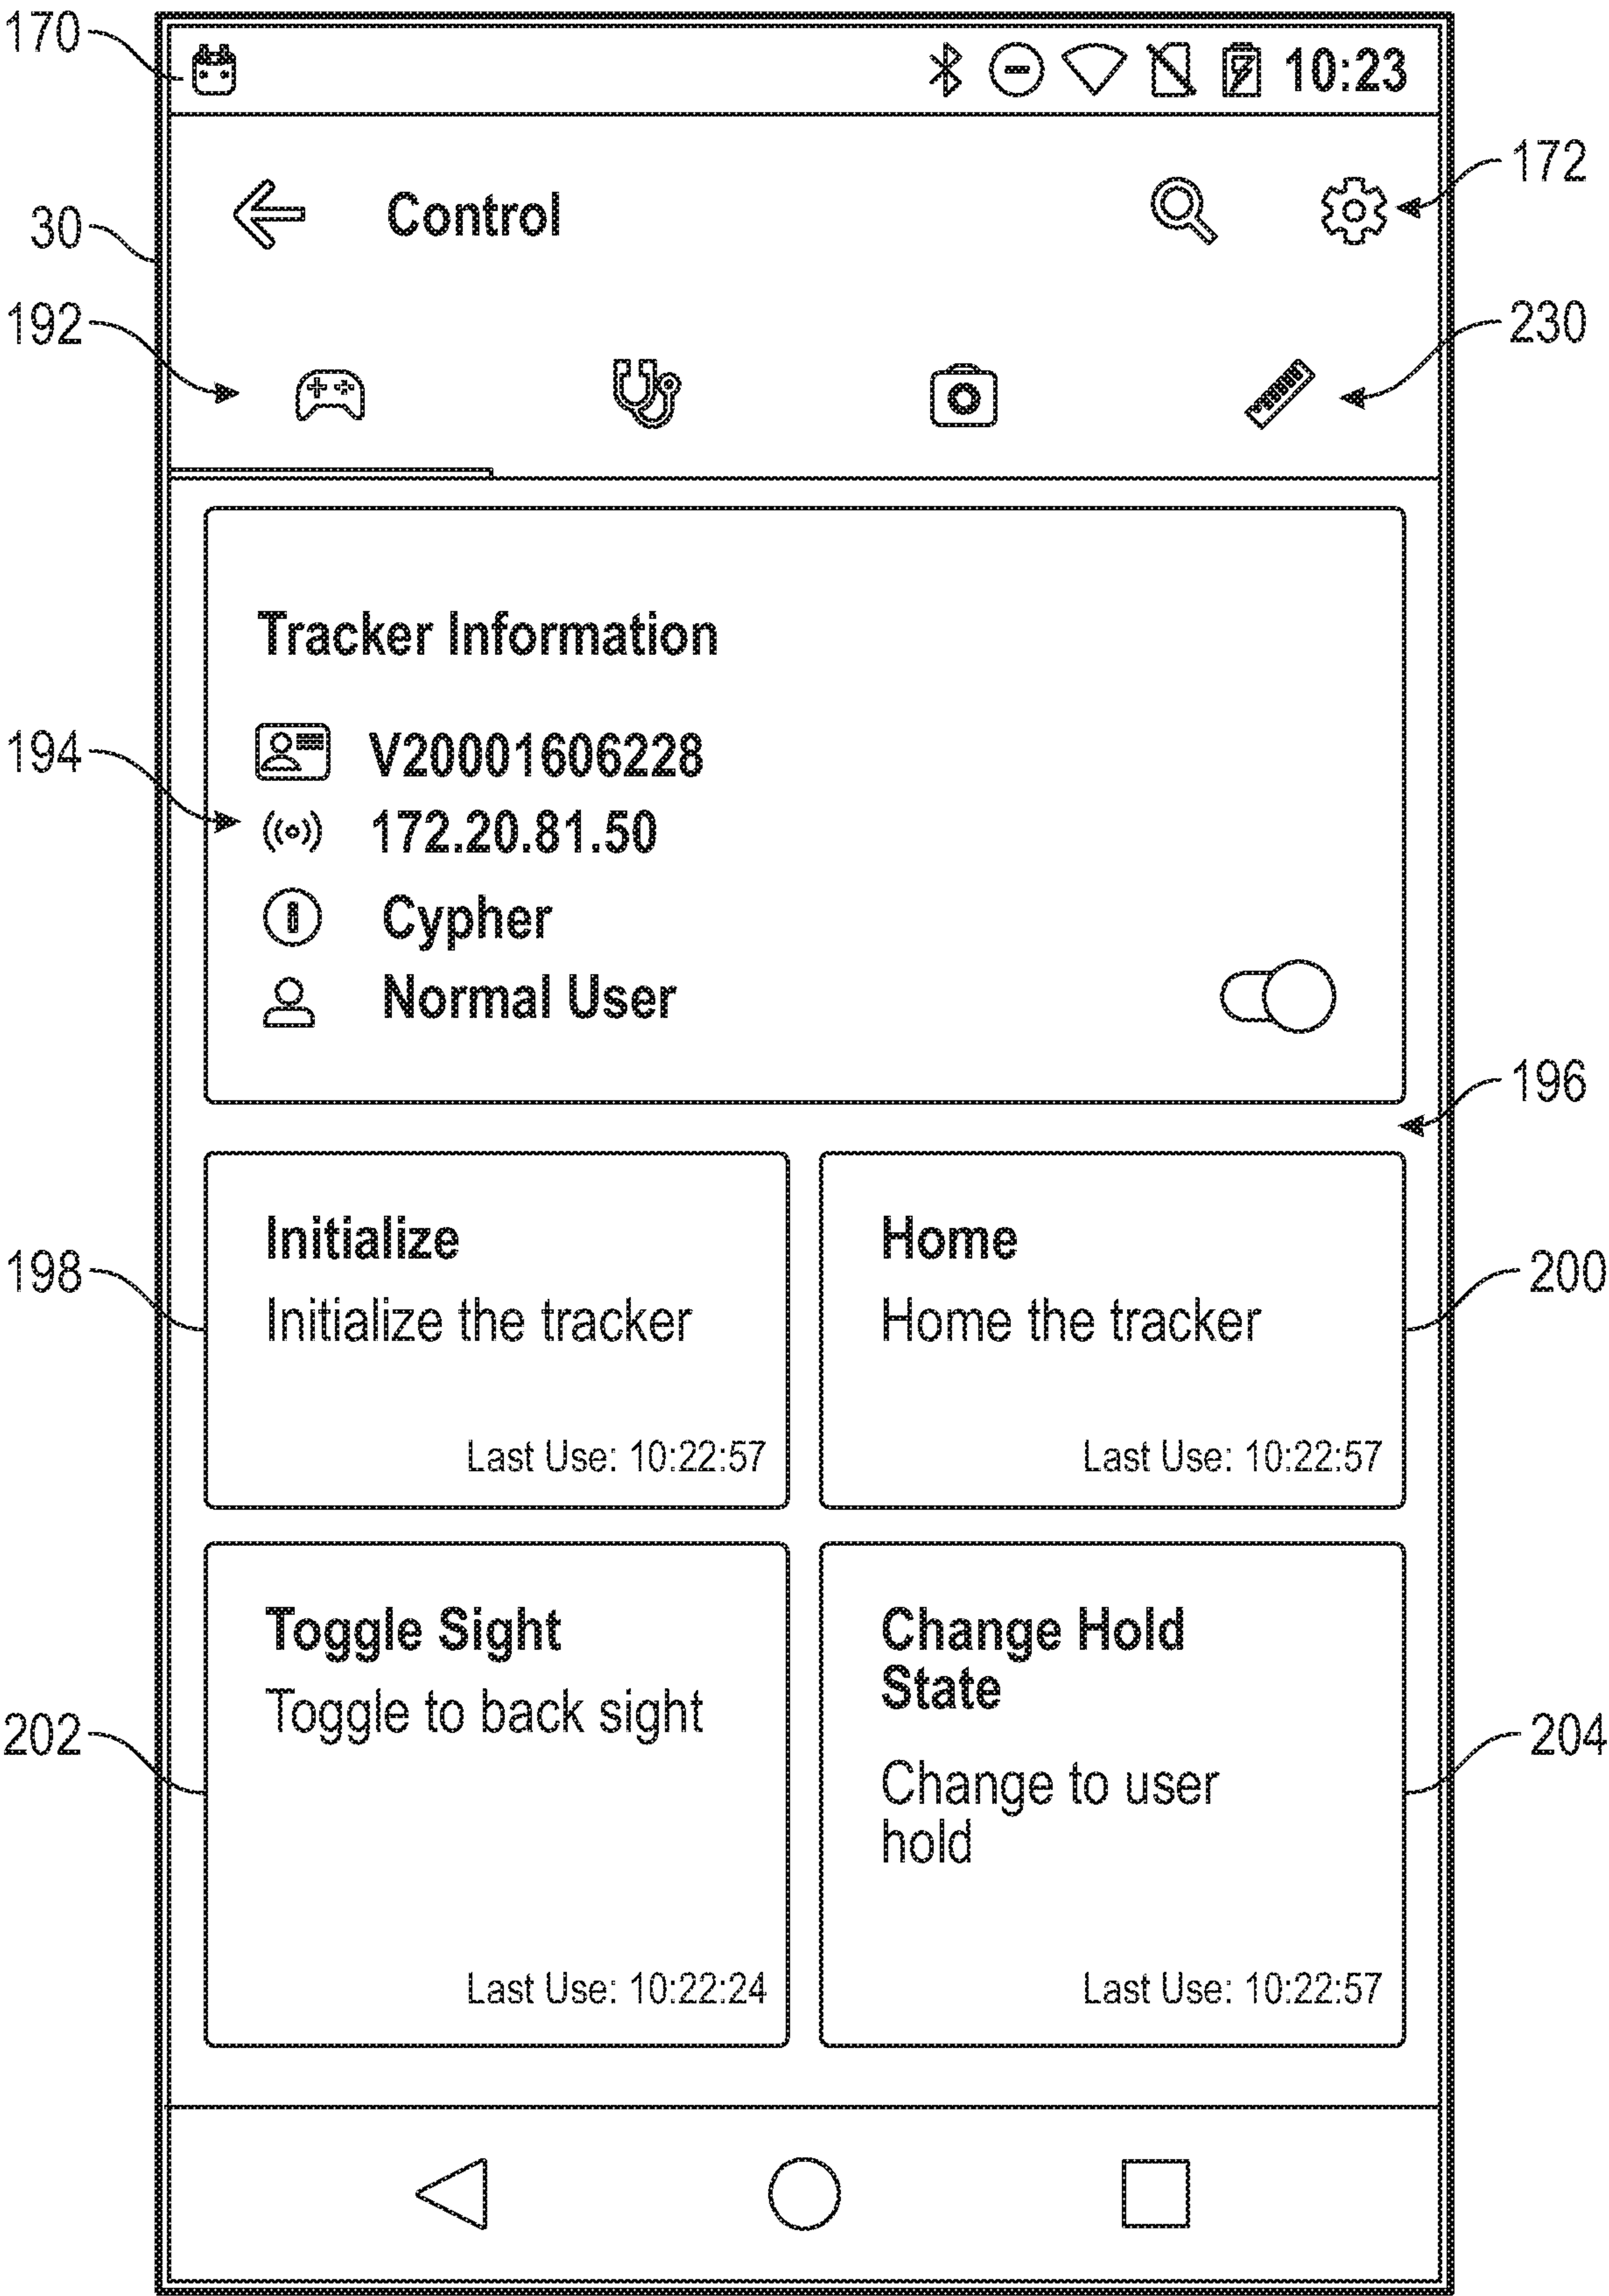 170
10:23
Control
172
30
192
230
Tracker Information
194
V20001606228
172.20.81.50
Cypher
Normal User
196
Initialize
Initialize the tracker
Last Use: 10:22:57
198
Home
Home the tracker
Last Use: 10:22:57
200
Toggle Sight
Toggle to back sight
Last Use: 10:22:24
202
Change Hold
State
Change to user
hold
Last Use: 10:22:57
204